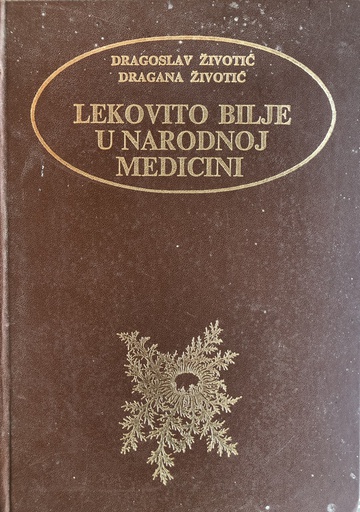 DRAGOSLAV ŽIVOTIĆ
DRAGANA ŽIVOTIĆ
LEKOVITO BILJE
U NARODNOJ
MEDICINI